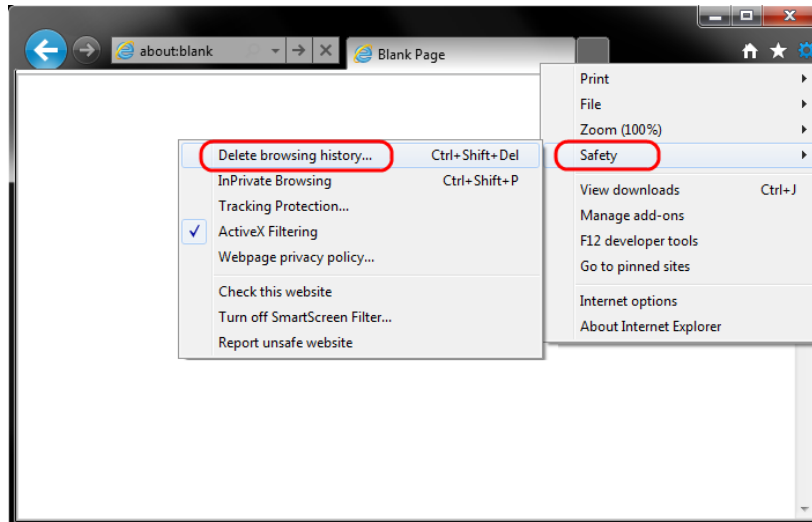 about:blank
Blank Page
Print
File
Zoom (100%)
Safety
View downloads Ctrl+J
Manage add-ons
F12 developer tools
Go to pinned sites
Internet options
About Internet Explorer
Delete browsing history... Ctrl+Shift+Del
InPrivate Browsing Ctrl+Shift+P
Tracking Protection...
ActiveX Filtering
Webpage privacy policy...
Check this website
Turn off SmartScreen Filter...
Report unsafe website